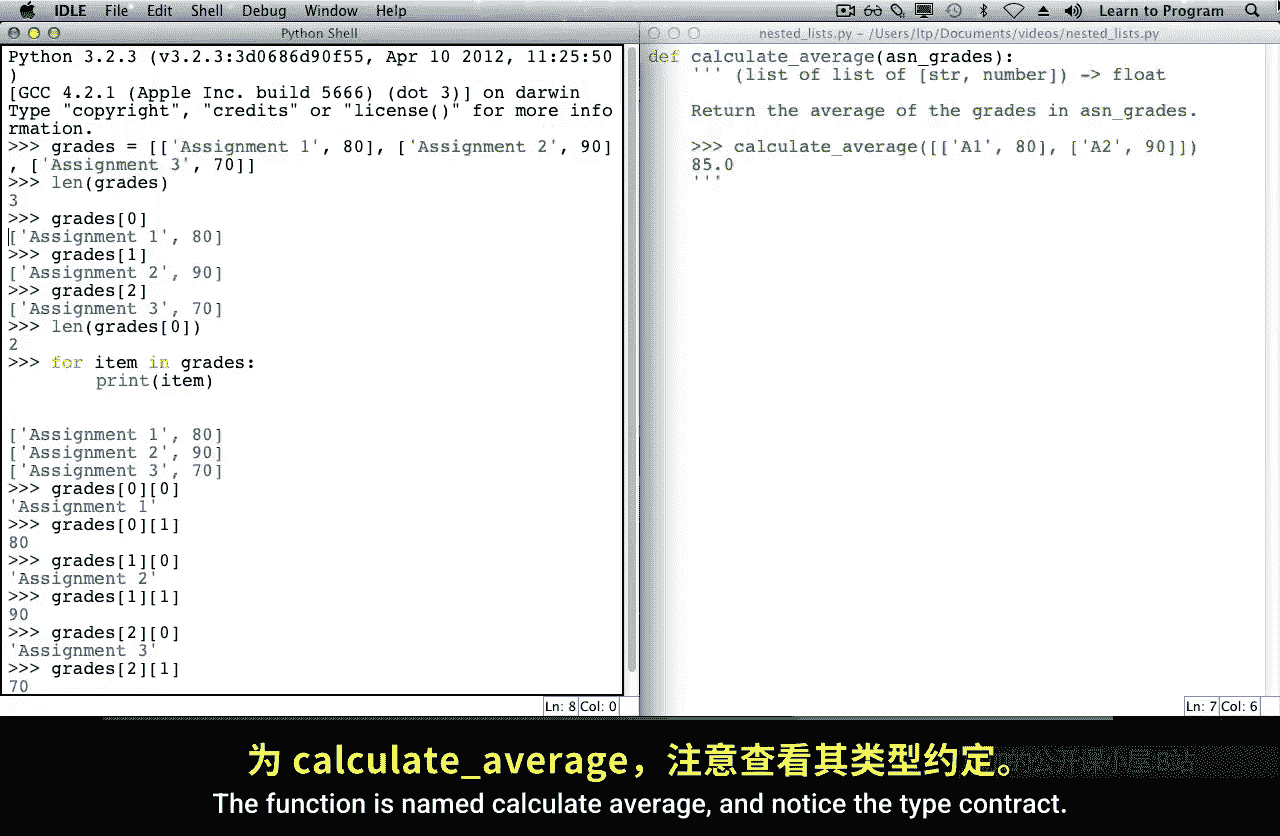 IDLE File Edit Shell Debug Window Help Learn to Program
Python Shell
Python 3.2.3 (v3.2.3:3d0686d90f55, Apr 10 2012, 11:25:50
)
[GCC 4.2.1 (Apple Inc. build 5666) (dot 3)] on darwin
Type "copyright", "credits" or "license()" for more info
rmation.
>>> grades = [['Assignment 1', 80], ['Assignment 2', 90]
, ['Assignment 3', 70]]
>>> len(grades)
3
>>> grades[0]
['Assignment 1', 80]
>>> grades[1]
['Assignment 2', 90]
>>> grades[2]
['Assignment 3', 70]
>>> len(grades[0])
2
>>> for item in grades:
print(item)
['Assignment 1', 80]
['Assignment 2', 90]
['Assignment 3', 70]
>>> grades[0][0]
'Assignment 1'
>>> grades[0][1]
80
>>> grades[1][0]
'Assignment 2'
>>> grades[1][1]
90
>>> grades[2][0]
'Assignment 3'
>>> grades[2][1]
70
Ln: 8 Col: 0
nested_lists.py - /Users/ltp/Documents/videos/nested_lists.py
def calculate_average(asn_grades):
''' (list of list of [str, number]) -> float
Return the average of the grades in asn_grades.
>>> calculate_average([['A1', 80], ['A2', 90]])
85.0
'''
Ln: 7 Col: 6
为 calculate_average，注意查看其类型约定。
公开课小屋B站
The function is named calculate average, and notice the type contract.